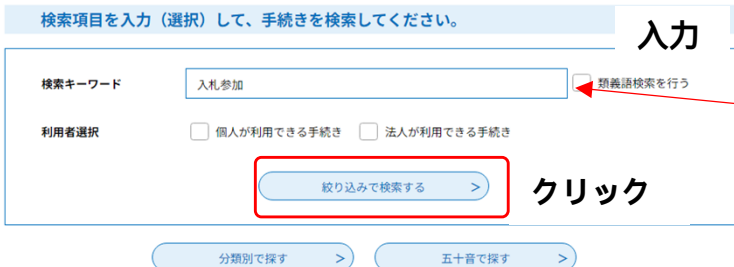 検索項目を入力（選択）して、手続きを検索してください。
入力
検索キーワード 入札参加 類義語検索を行う
利用者選択 個人が利用できる手続き 法人が利用できる手続き
絞り込みで検索する >
クリック
分類別で探す > 五十音で探す >